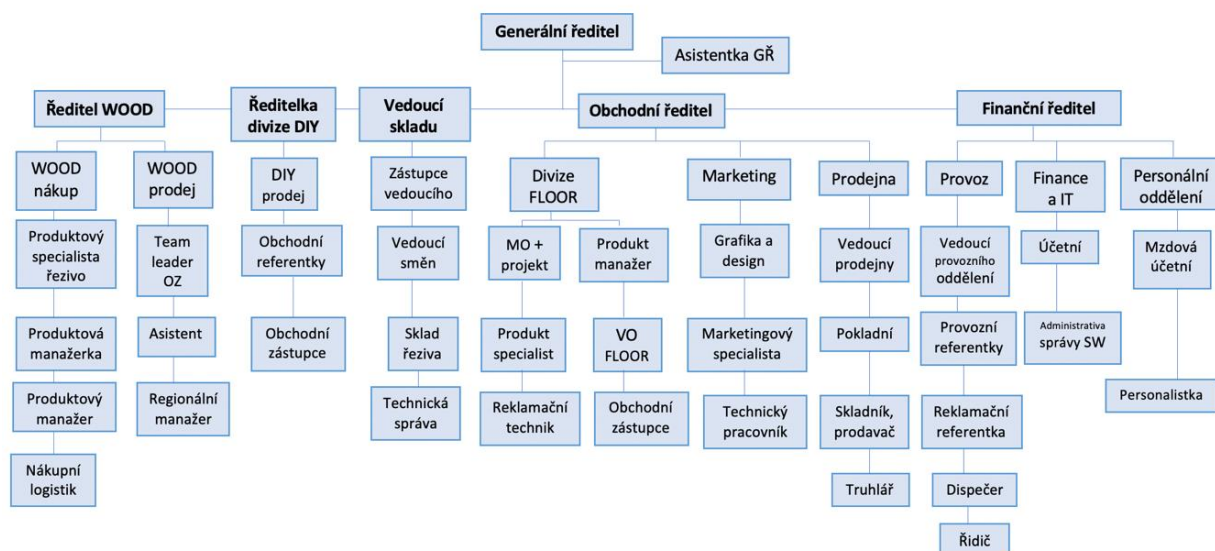 Generální ředitel
Asistentka GŘ
Ředitel WOOD
Ředitelka
divize DIY
Vedoucí
skladu
Obchodní ředitel
Finanční ředitel
WOOD
nákup
WOOD
prodej
DIY
prodej
Zástupce
vedoucího
Divize
FLOOR
Marketing
Prodejna
Provoz
Finance
a IT
Personální
oddělení
Produktový
specialista
řezivo
Team
leader
OZ
Obchodní
referentky
Vedoucí
směn
MO +
projekt
Produkt
manažer
Grafika a
design
Vedoucí
prodejny
Vedoucí
provozního
oddělení
Účetní
Mzdová
účetní
Produktová
manažerka
Asistent
Obchodní
zástupce
Sklad
řeziva
Produkt
specialist
VO
FLOOR
Marketingový
specialista
Pokladní
Provozní
referentky
Administrativa
správy SW
Produktový
manažer
Regionální
manažer
Technická
správa
Reklamační
technik
Obchodní
zástupce
Technický
pracovník
Skladník,
prodavač
Reklamační
referentka
Personalistka
Nákupní
logistik
Truhlář
Dispečer
Řidič